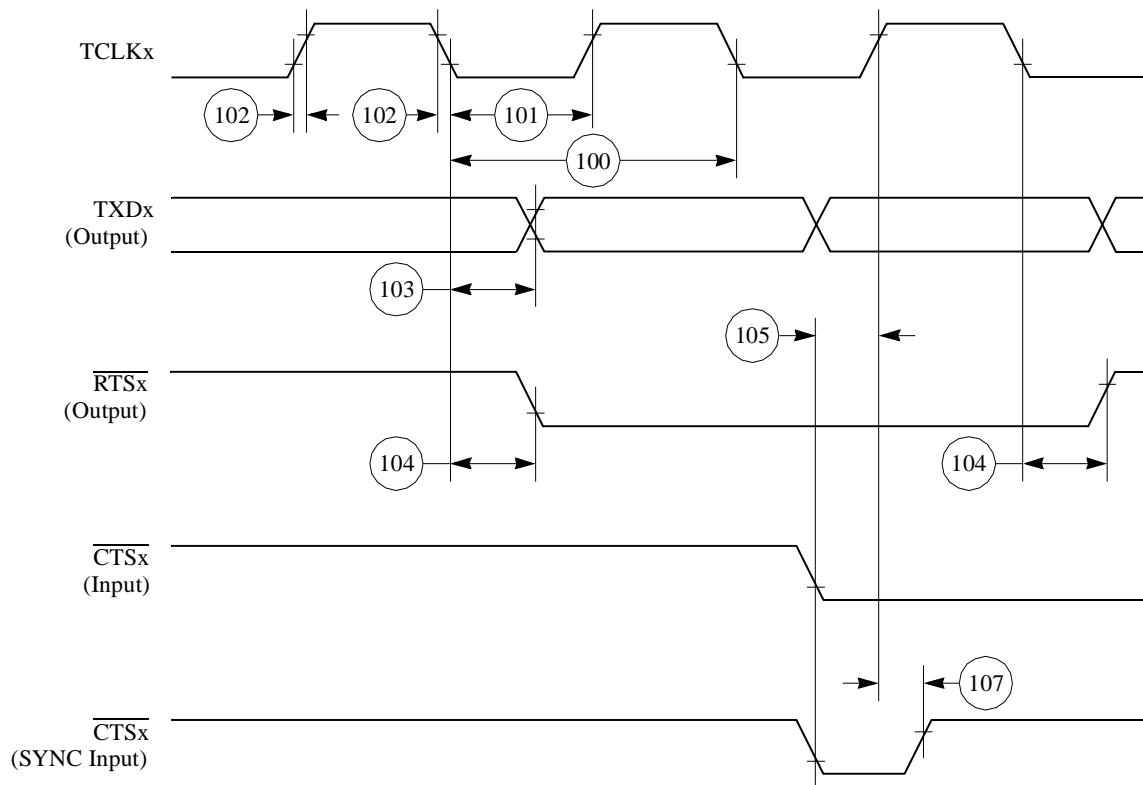 TCLKx
102
102
101
100
TXDx
(Output)
103
105
RTSx
(Output)
104
104
CTSx
(Input)
107
CTSx
(SYNC Input)